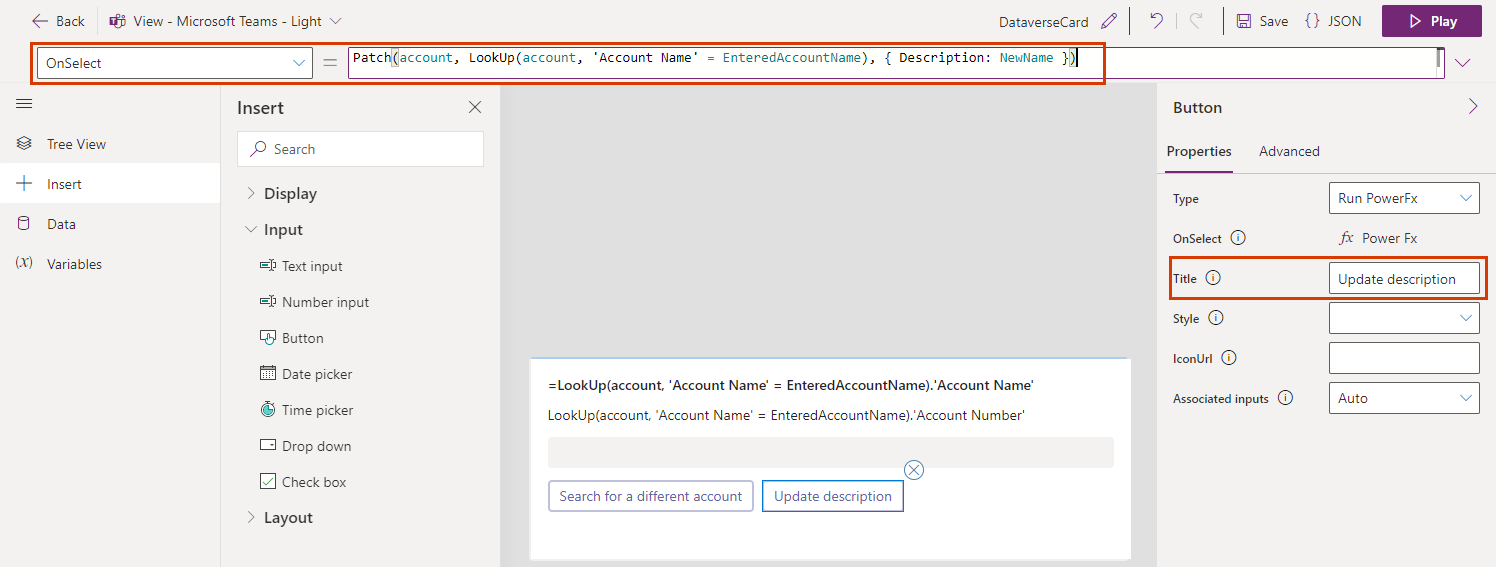 Back
View - Microsoft Teams - Light
DataverseCard
Save
{} JSON
Play
OnSelect
=
Patch(account, LookUp(account, 'Account Name' = EnteredAccountName), { Description: NewName })
Tree View
Insert
Data
(x) Variables
Insert
Search
Display
Input
Text input
Number input
Button
Date picker
Time picker
Drop down
Check box
Layout
=LookUp(account, 'Account Name' = EnteredAccountName).'Account Name'
LookUp(account, 'Account Name' = EnteredAccountName).'Account Number'
Search for a different account
Update description
Button
Properties
Advanced
Type
Run PowerFx
OnSelect
fx Power Fx
Title
Update description
Style
IconUrl
Associated inputs
Auto